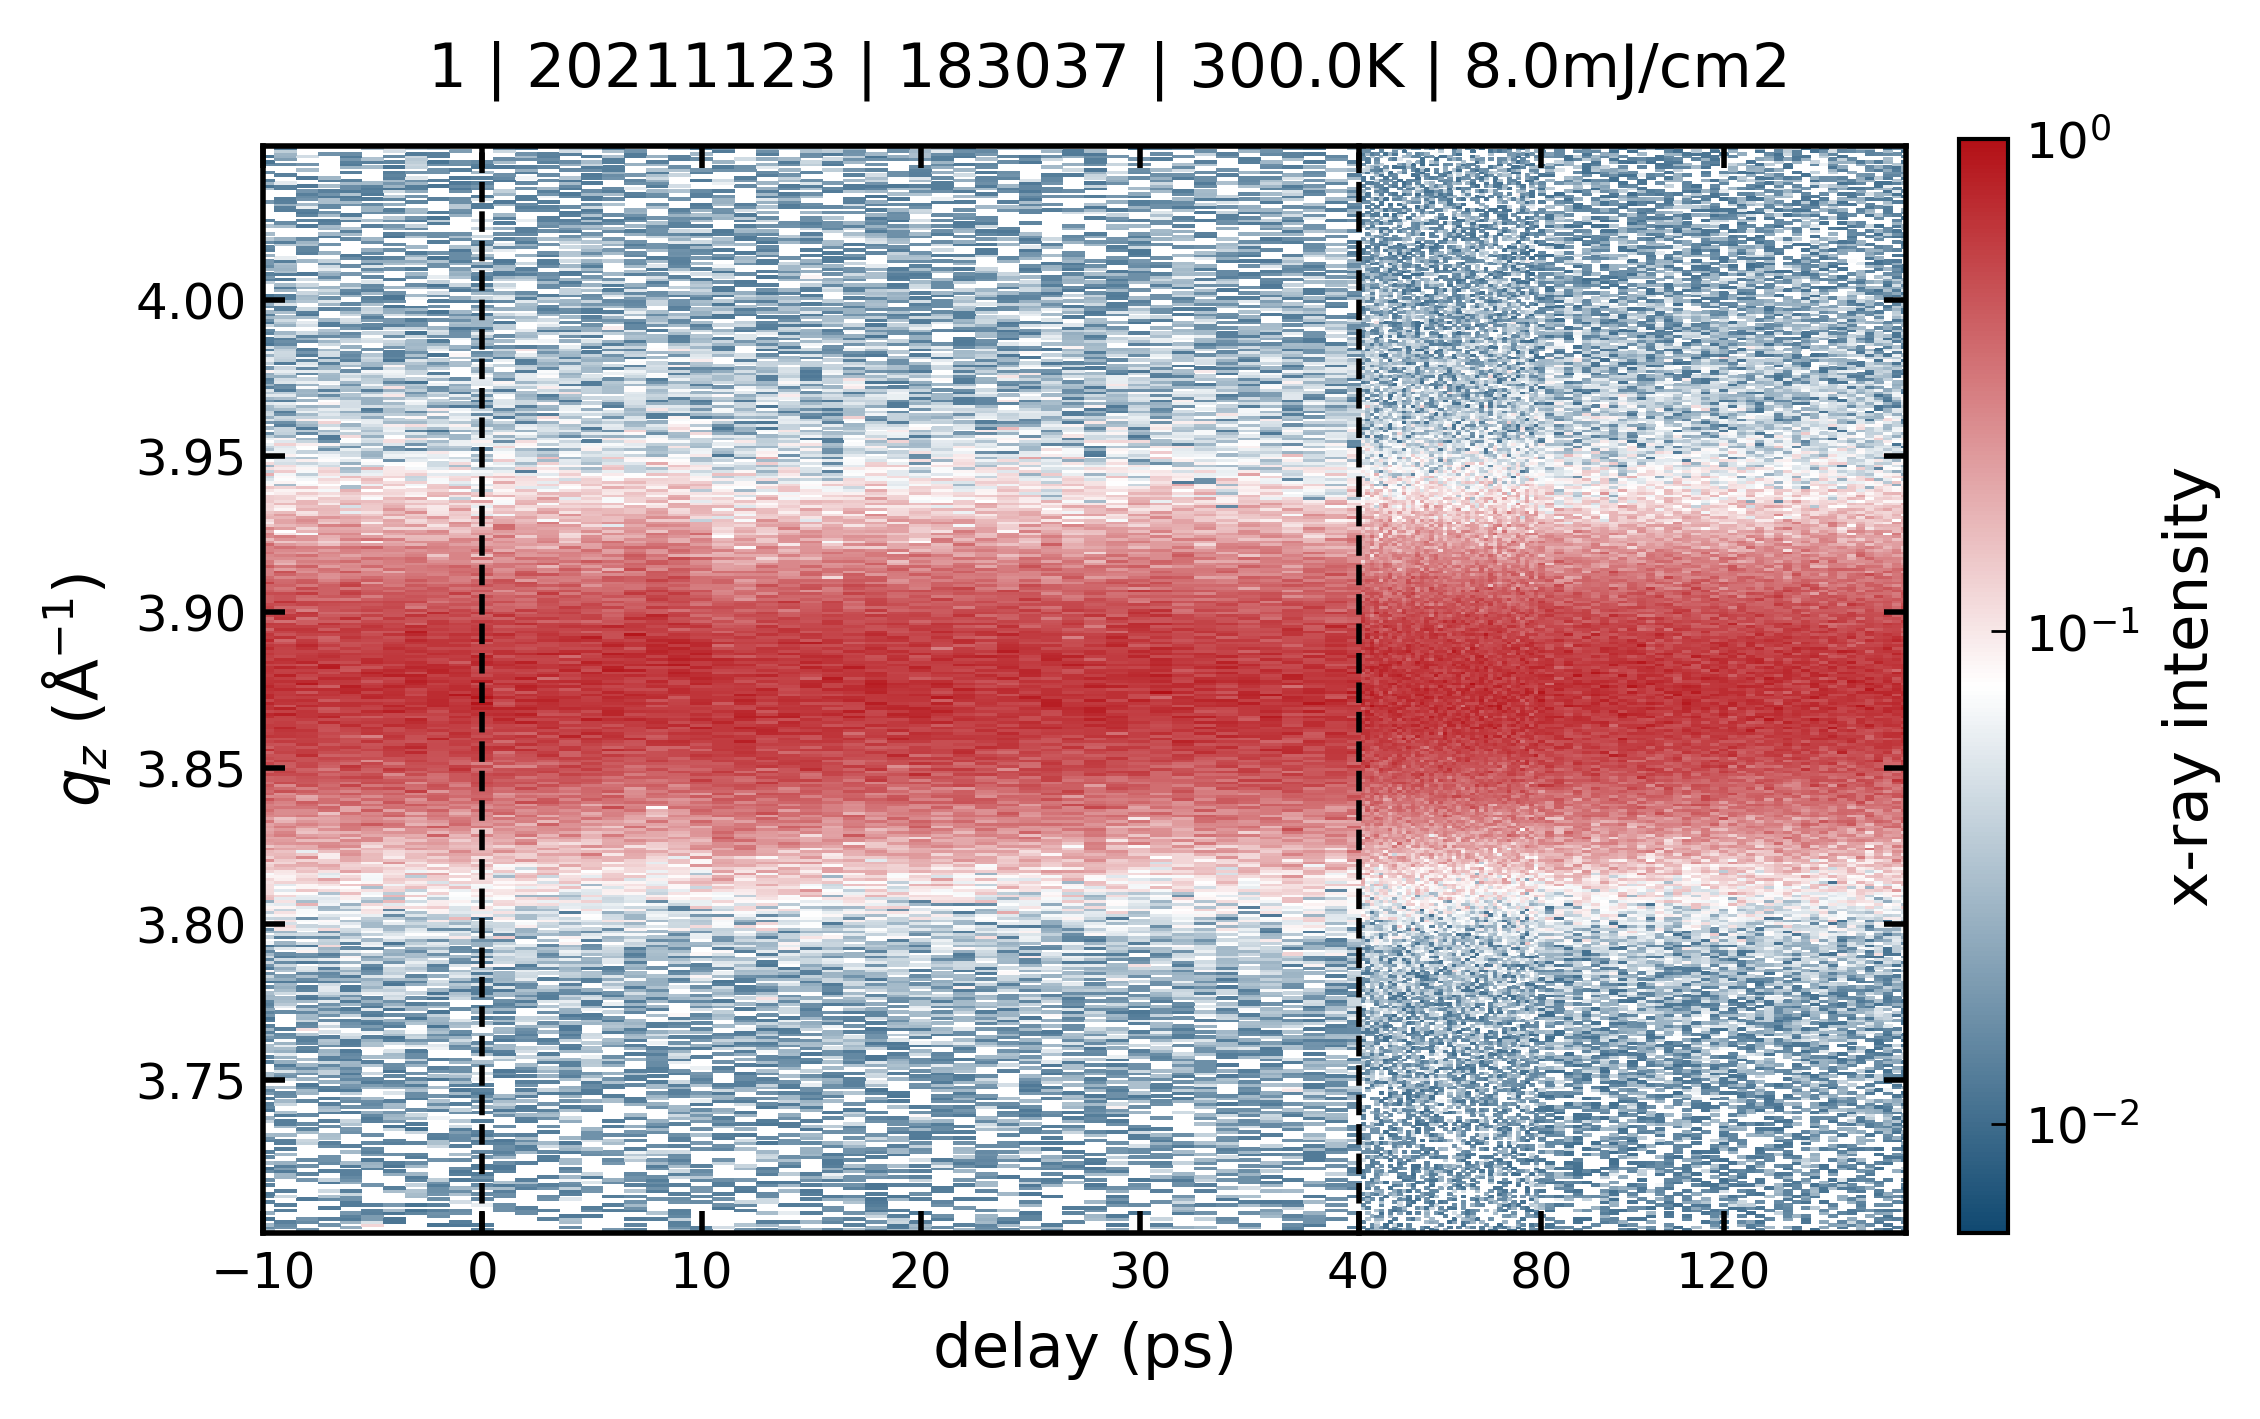 1 | 20211123 | 183037 | 300.0K | 8.0mJ/cm2
10⁰
4.00
3.95
3.90
3.85
3.80
3.75
q_z (Å⁻¹)
10⁻¹
10⁻²
x-ray intensity
−10 0 10 20 30 40 80 120
delay (ps)